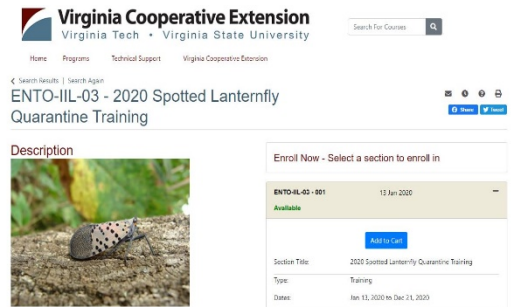 Virginia Cooperative Extension
Virginia Tech • Virginia State University
Search For Courses
Home Programs Technical Support Virginia Cooperative Extension
Search Results | Search Again
ENTO-IIL-03 - 2020 Spotted Lanternfly
Quarantine Training
Share Tweet
Description
Enroll Now - Select a section to enroll in
ENTO-IIL-03 - 001 13 Jan 2020
Available
Add to Cart
Section Title: 2020 Spotted Lanternfly Quarantine Training
Type: Training
Dates: Jan 13, 2020 to Dec 21, 2020